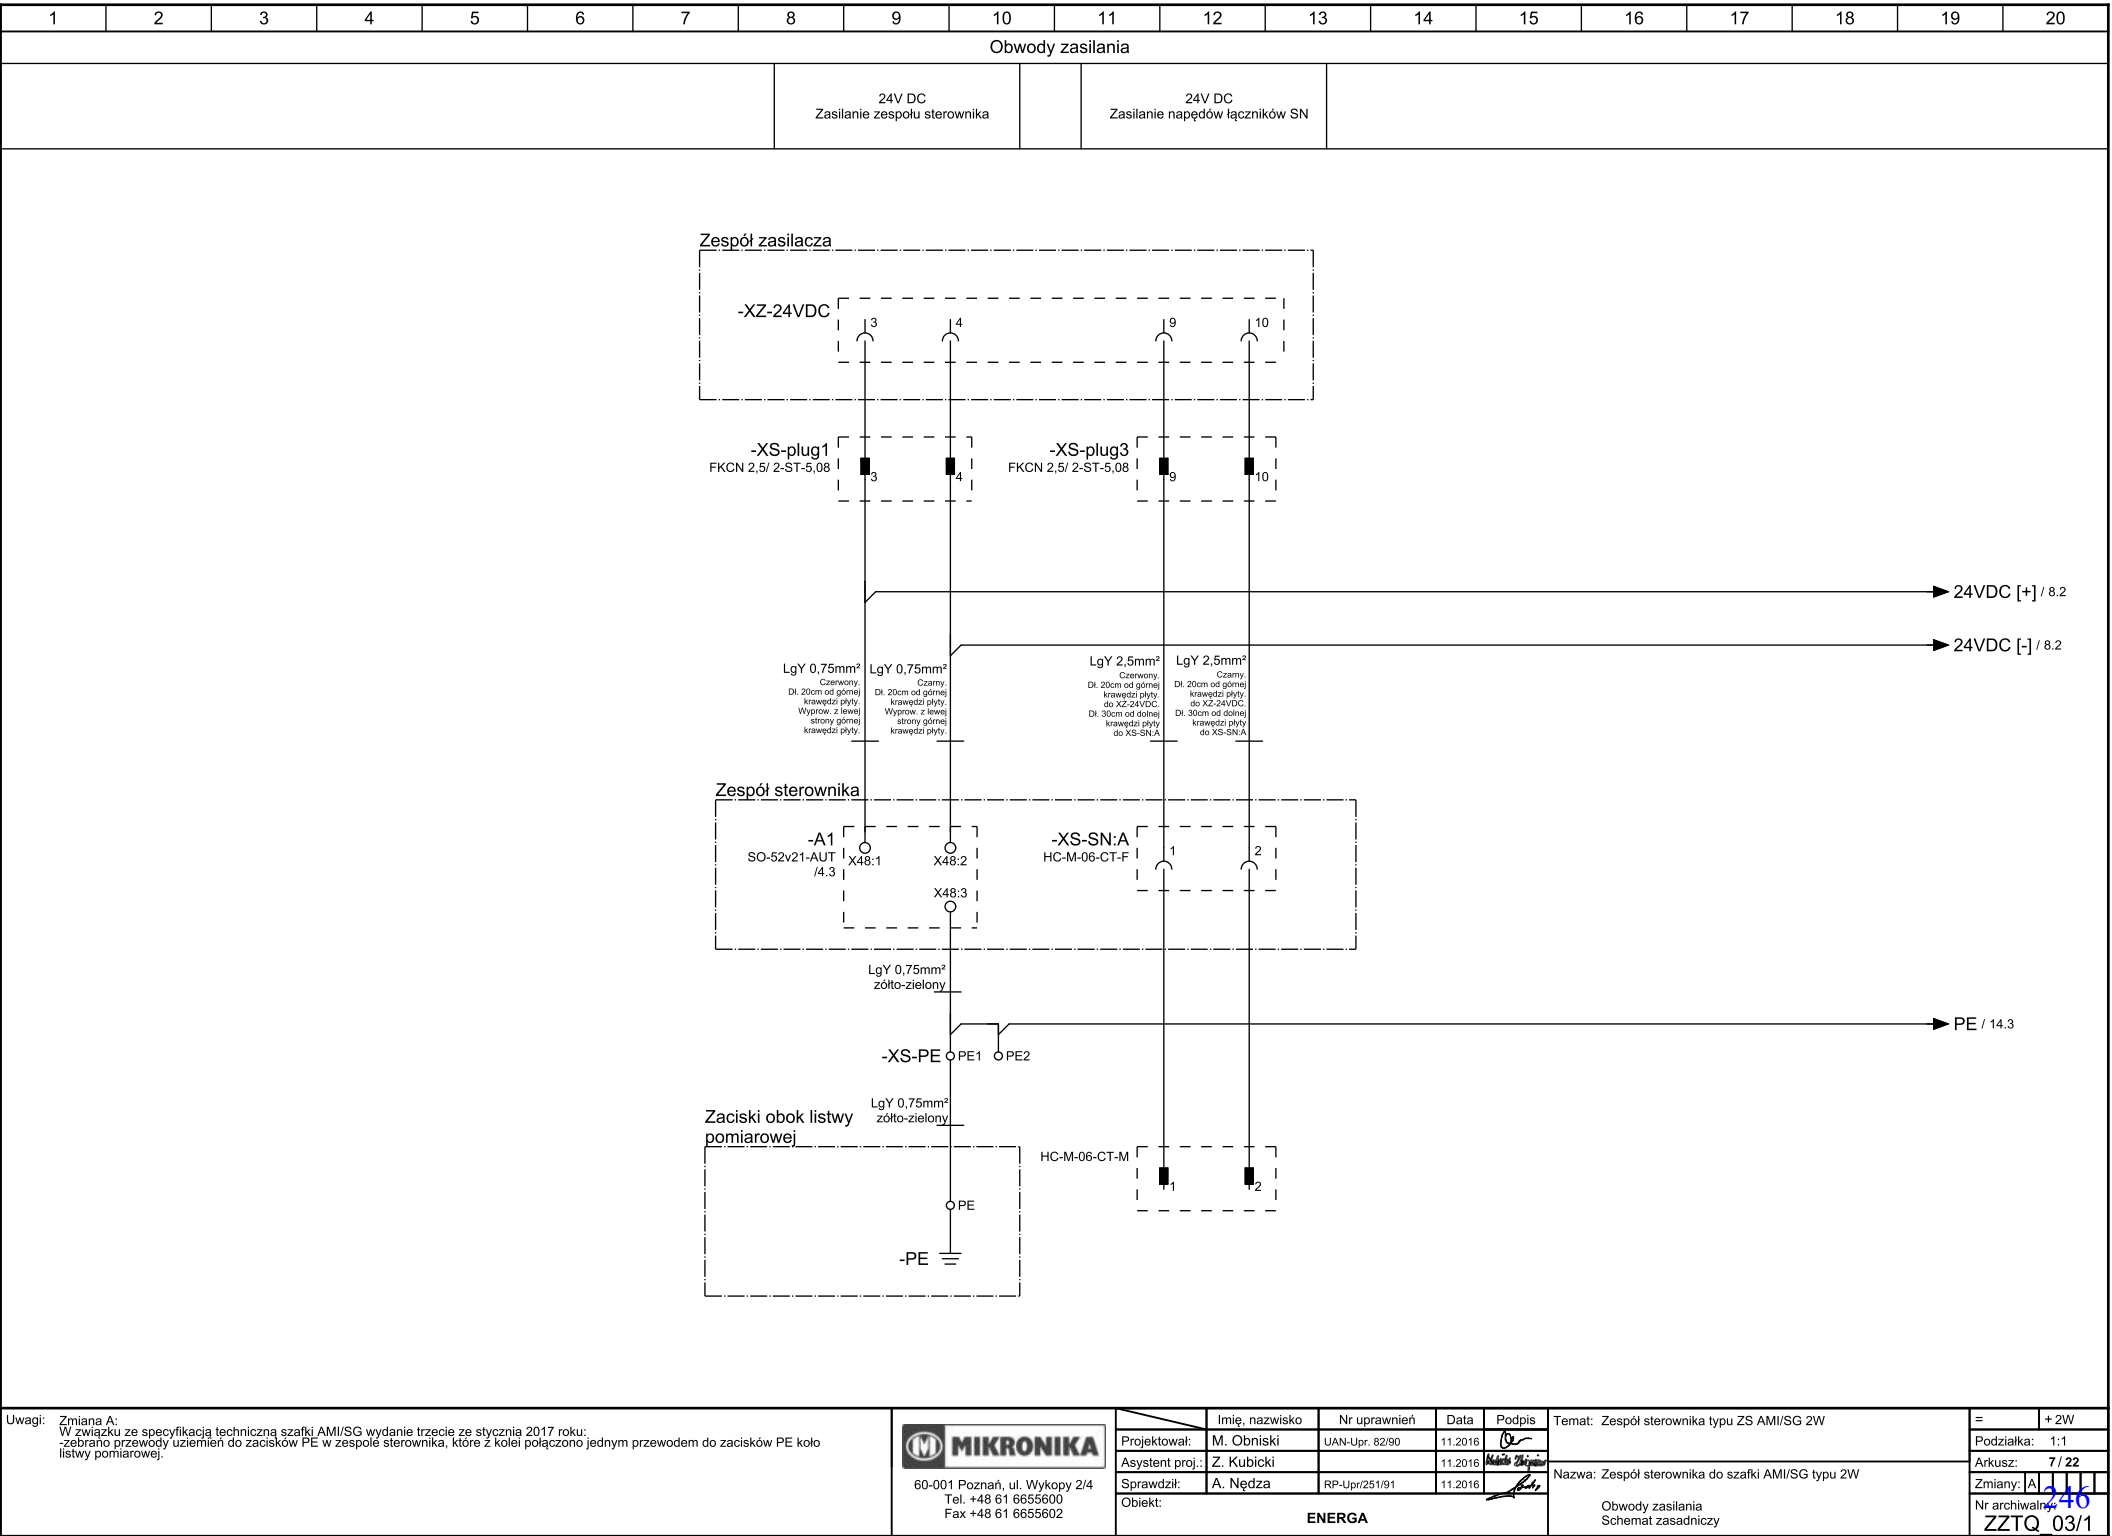 1 2 3 4 5 6 7 8 9 10 11 12 13 14 15 16 17 18 19 20
Obwody zasilania
24V DC
Zasilanie zespołu sterownika
24V DC
Zasilanie napędów łączników SN
Zespół zasilacza
-XZ-24VDC
3 4 9 10
-XS-plug1
FKCN 2,5/ 2-ST-5,08
3 4
-XS-plug3
FKCN 2,5/ 2-ST-5,08
9 10
24VDC [+] / 8.2
24VDC [-] / 8.2
LgY 0,75mm²
Czerwony.
Dł. 20cm od górnej
krawędzi płyty.
Wyprow. z lewej
strony górnej
krawędzi płyty.
LgY 0,75mm²
Czarny.
Dł. 20cm od górnej
krawędzi płyty.
Wyprow. z lewej
strony górnej
krawędzi płyty.
LgY 2,5mm²
Czerwony.
Dł. 20cm od górnej
krawędzi płyty.
do XZ-24VDC.
Dł. 30cm od dolnej
krawędzi płyty
do XS-SN:A
LgY 2,5mm²
Czarny.
Dł. 20cm od górnej
krawędzi płyty.
do XZ-24VDC.
Dł. 30cm od dolnej
krawędzi płyty
do XS-SN:A
Zespół sterownika
-A1
SO-52v21-AUT
/4.3
X48:1
X48:2
X48:3
-XS-SN:A
HC-M-06-CT-F
1 2
LgY 0,75mm²
zółto-zielony
PE / 14.3
-XS-PE PE1 PE2
LgY 0,75mm²
zółto-zielony
Zaciski obok listwy
pomiarowej
HC-M-06-CT-M
1 2
PE
-PE
Uwagi: Zmiana A:
W związku ze specyfikacją techniczną szafki AMI/SG wydanie trzecie ze stycznia 2017 roku:
-zebrano przewody uziemień do zacisków PE w zespole sterownika, które z kolei połączono jednym przewodem do zacisków PE koło
listwy pomiarowej.
MIKRONIKA
60-001 Poznań, ul. Wykopy 2/4
Tel. +48 61 6655600
Fax +48 61 6655602
Imię, nazwisko Nr uprawnień Data Podpis
Projektował: M. Obniski UAN-Upr. 82/90 11.2016
Asystent proj.: Z. Kubicki 11.2016
Sprawdził: A. Nędza RP-Upr/251/91 11.2016
Obiekt:
ENERGA
Temat: Zespół sterownika typu ZS AMI/SG 2W
Nazwa: Zespół sterownika do szafki AMI/SG typu 2W
Obwody zasilania
Schemat zasadniczy
= + 2W
Podziałka: 1:1
Arkusz: 7 / 22
Zmiany: A
246
Nr archiwalny:
ZZTQ_03/1